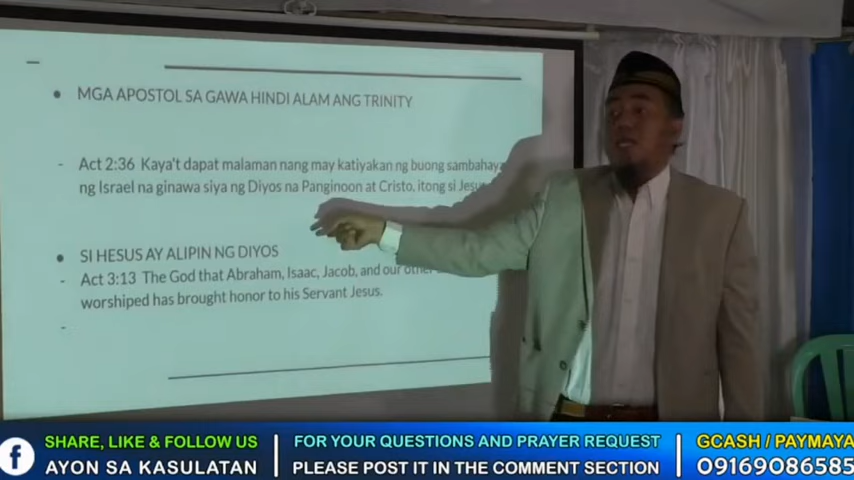 MGA APOSTOL SA GAWA HINDI ALAM ANG TRINITY
- Act 2:36 Kaya't dapat malaman nang may katiyakan ng buong sambahaya
ng Israel na ginawa siya ng Diyos na Panginoon at Cristo, itong si Jesus
SI HESUS AY ALIPIN NG DIYOS
- Act 3:13 The God that Abraham, Isaac, Jacob, and our other
worshiped has brought honor to his Servant Jesus.
SHARE, LIKE & FOLLOW US
AYON SA KASULATAN
FOR YOUR QUESTIONS AND PRAYER REQUEST
PLEASE POST IT IN THE COMMENT SECTION
GCASH / PAYMAYA
09169086585